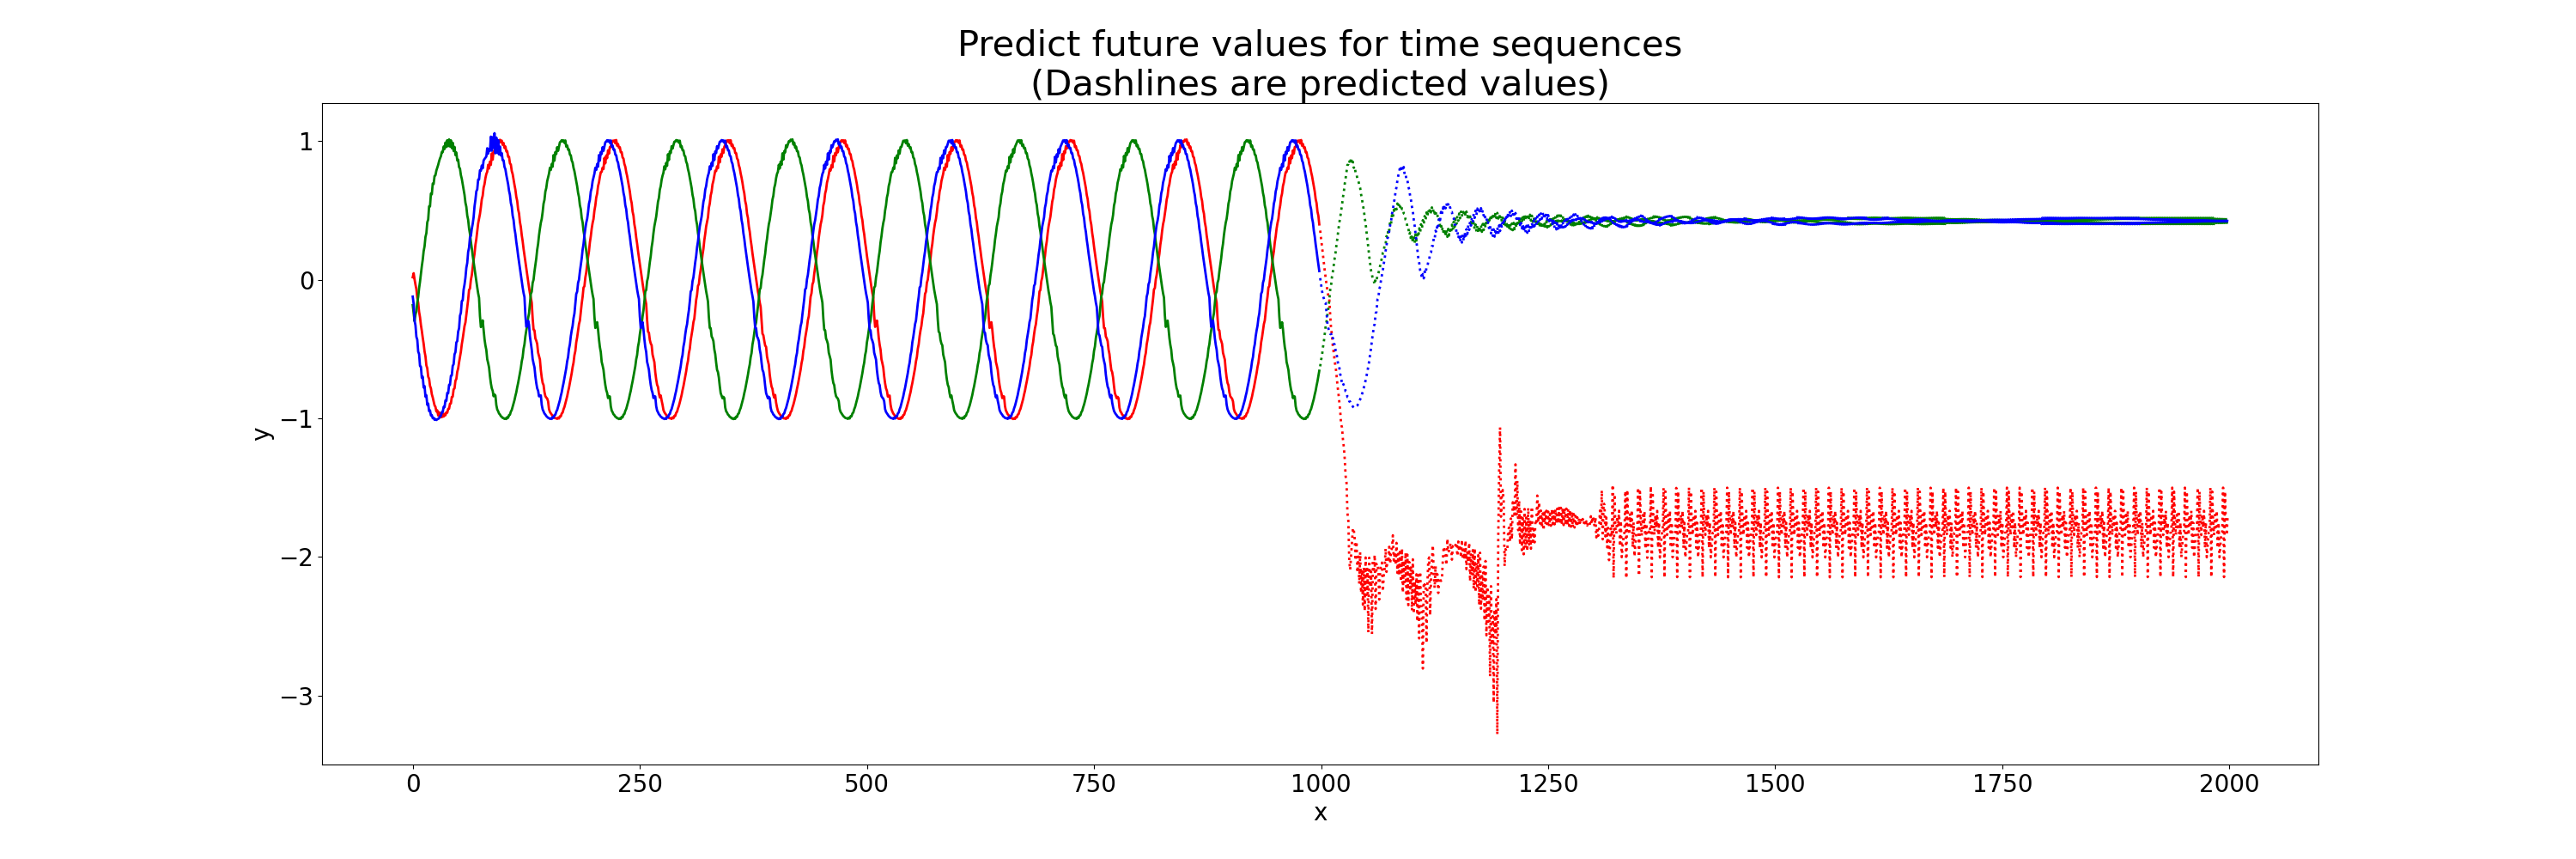 Predict future values for time sequences
(Dashlines are predicted values)
1
0
−1
−2
−3
y
0 250 500 750 1000 1250 1500 1750 2000
x